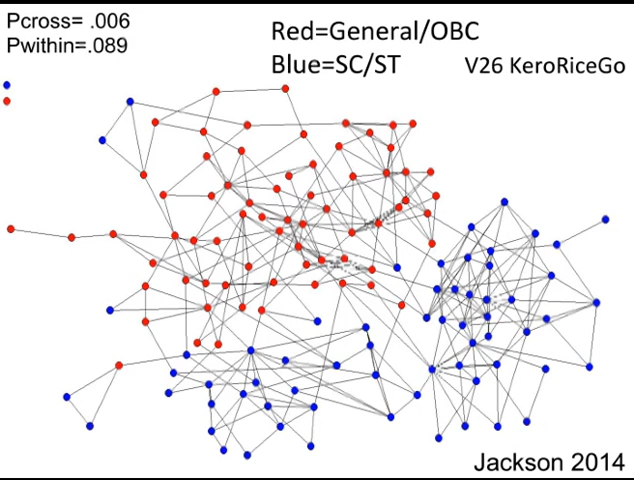 Pcross= .006
Pwithin=.089
Red=General/OBC
Blue=SC/ST
V26 KeroRiceGo
Jackson 2014